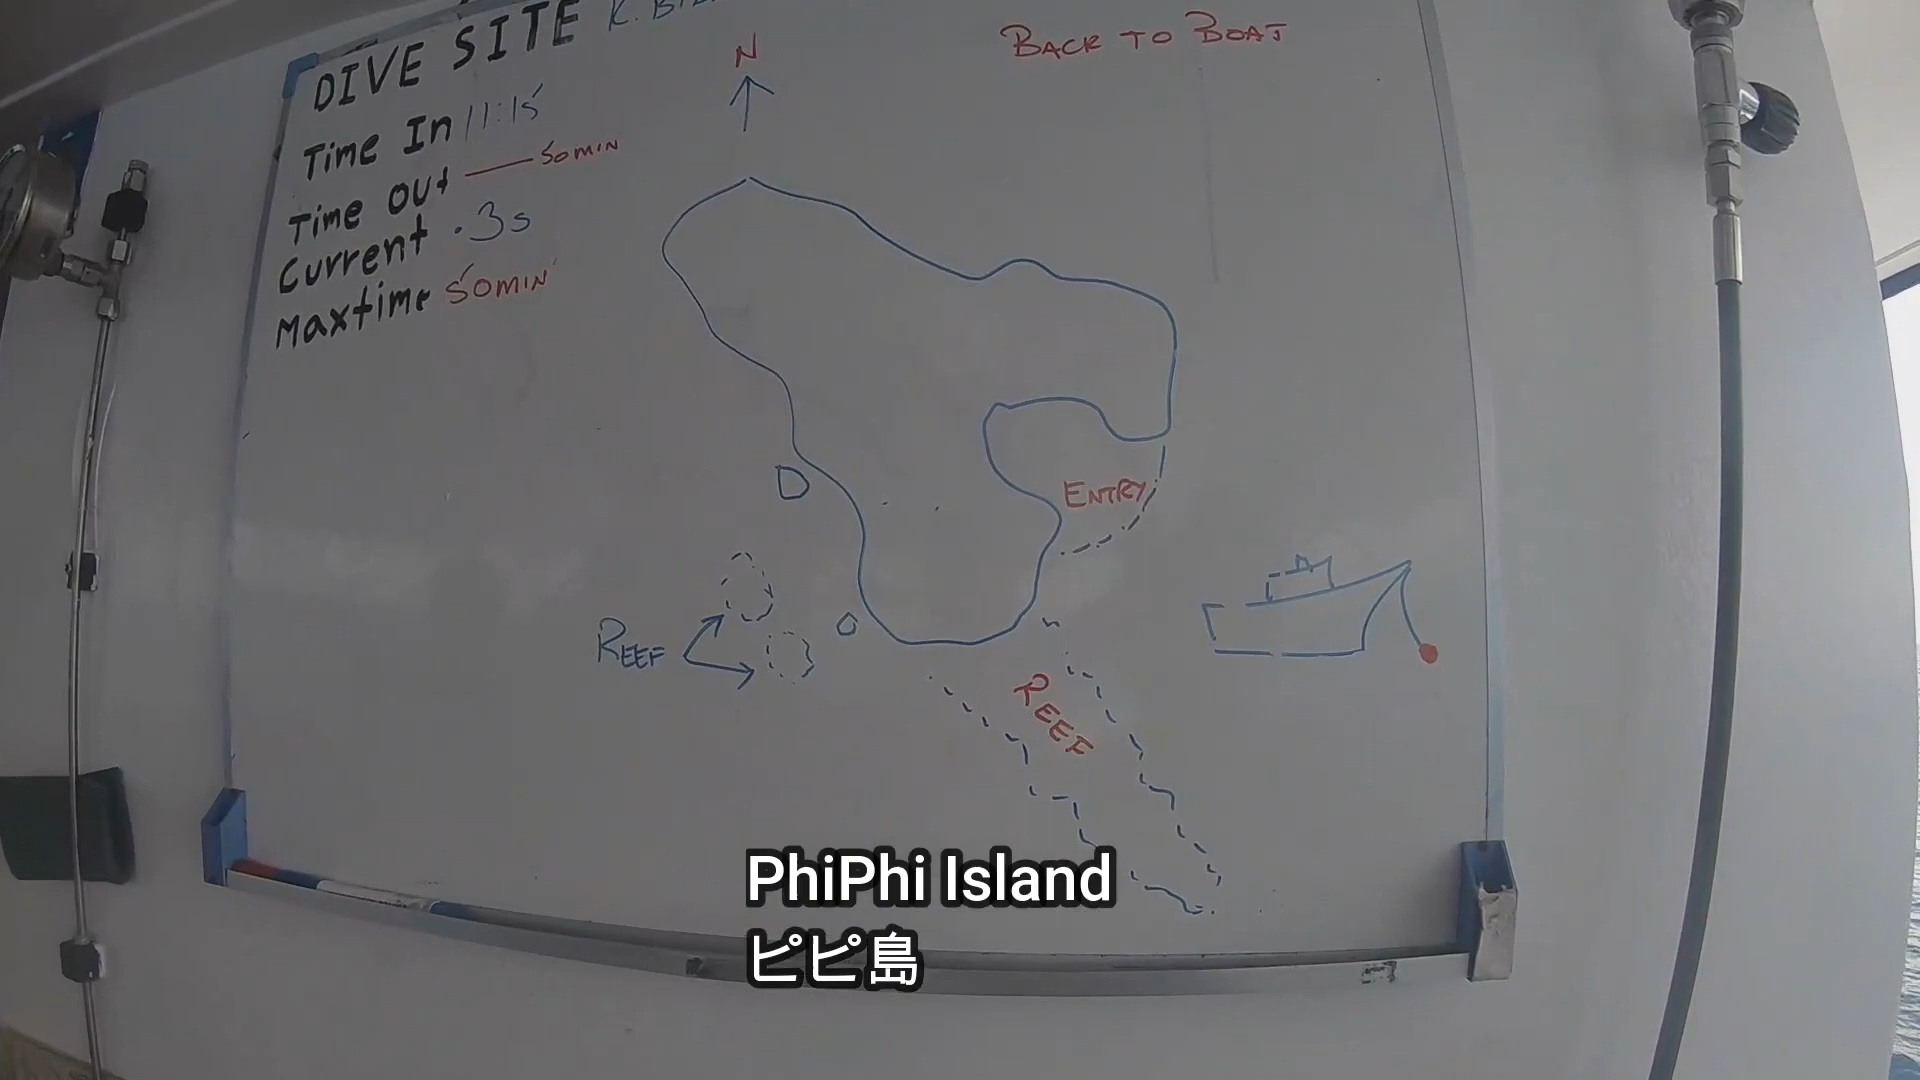 DIVE SITE
N
BACK TO BOAT
Time In 11:15
Time Out — 50MIN
Current .3s
Maxtime 50MIN
ENTRY
REEF
REEF
PhiPhi Island
ピピ島